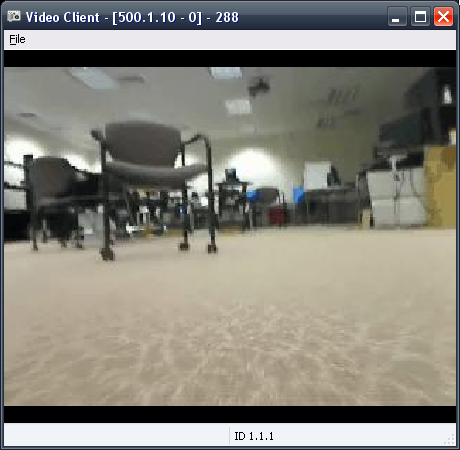 Video Client - [500.1.10 - 0] - 288
File
ID 1.1.1